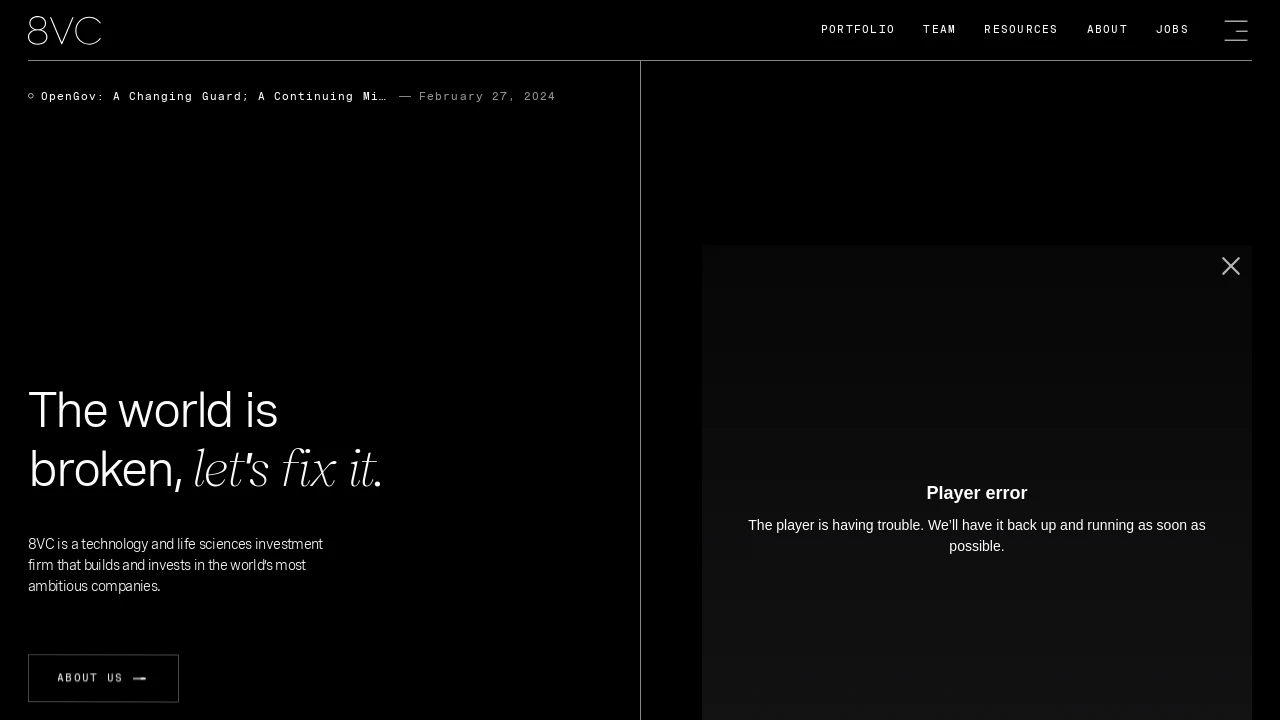 8VC
PORTFOLIO TEAM RESOURCES ABOUT JOBS
OpenGov: A Changing Guard; A Continuing Mi… — February 27, 2024
The world is
broken, let's fix it.
8VC is a technology and life sciences investment
firm that builds and invests in the world's most
ambitious companies.
ABOUT US
Player error
The player is having trouble. We’ll have it back up and running as soon as
possible.